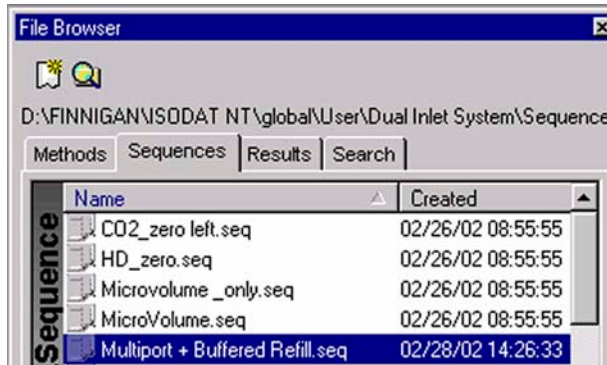 File Browser
D:\FINNIGAN\ISODAT NT\global\User\Dual Inlet System\Sequence
Methods Sequences Results Search
Name Created
CO2_zero left.seq 02/26/02 08:55:55
HD_zero.seq 02/26/02 08:55:55
Microvolume _only.seq 02/26/02 08:55:55
MicroVolume.seq 02/26/02 08:55:55
Multiport + Buffered Refill.seq 02/28/02 14:26:33
Sequence